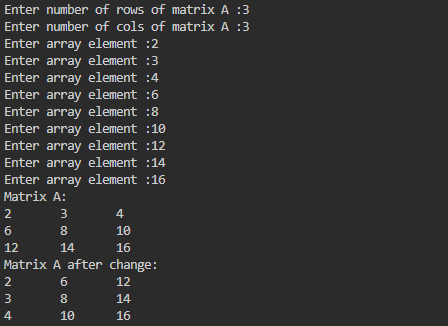 Enter number of rows of matrix A :3
Enter number of cols of matrix A :3
Enter array element :2
Enter array element :3
Enter array element :4
Enter array element :6
Enter array element :8
Enter array element :10
Enter array element :12
Enter array element :14
Enter array element :16
Matrix A:
2 3 4
6 8 10
12 14 16
Matrix A after change:
2 6 12
3 8 14
4 10 16